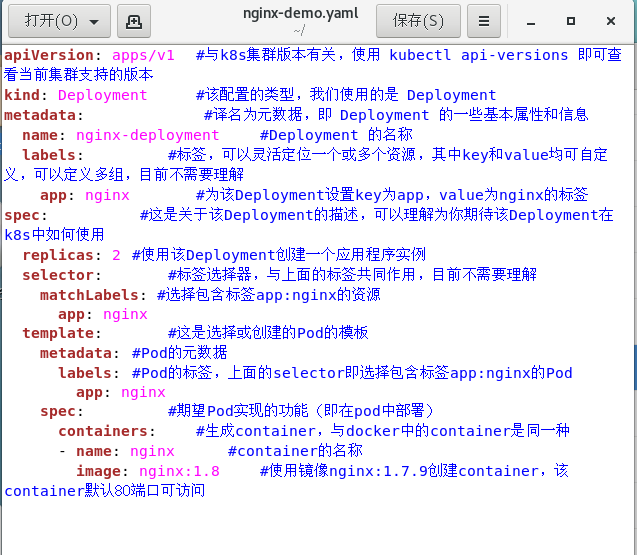 打开(O)
nginx-demo.yaml
~/
保存(S)
apiVersion: apps/v1 #与k8s集群版本有关，使用 kubectl api-versions 即可查
看当前集群支持的版本
kind: Deployment #该配置的类型，我们使用的是 Deployment
metadata: #译名为元数据，即 Deployment 的一些基本属性和信息
name: nginx-deployment #Deployment 的名称
labels: #标签，可以灵活定位一个或多个资源，其中key和value均可自定
义，可以定义多组，目前不需要理解
app: nginx #为该Deployment设置key为app，value为nginx的标签
spec: #这是关于该Deployment的描述，可以理解为你期待该Deployment在
k8s中如何使用
replicas: 2 #使用该Deployment创建一个应用程序实例
selector: #标签选择器，与上面的标签共同作用，目前不需要理解
matchLabels: #选择包含标签app:nginx的资源
app: nginx
template: #这是选择或创建的Pod的模板
metadata: #Pod的元数据
labels: #Pod的标签，上面的selector即选择包含标签app:nginx的Pod
app: nginx
spec: #期望Pod实现的功能（即在pod中部署）
containers: #生成container，与docker中的container是同一种
- name: nginx #container的名称
image: nginx:1.8 #使用镜像nginx:1.7.9创建container，该
container默认80端口可访问